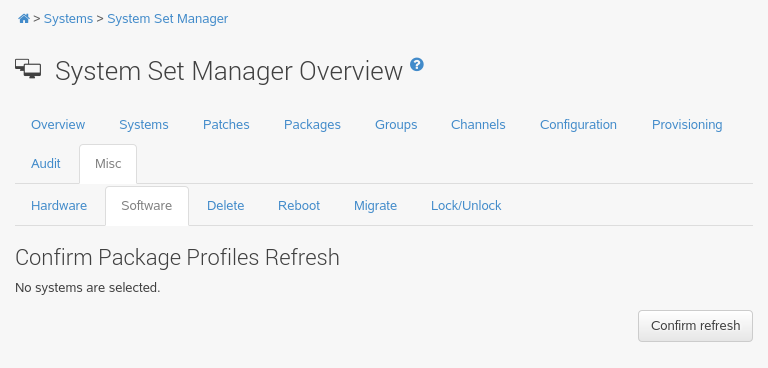 > Systems > System Set Manager
System Set Manager Overview ?
Overview Systems Patches Packages Groups Channels Configuration Provisioning
Audit Misc
Hardware Software Delete Reboot Migrate Lock/Unlock
Confirm Package Profiles Refresh
No systems are selected.
Confirm refresh